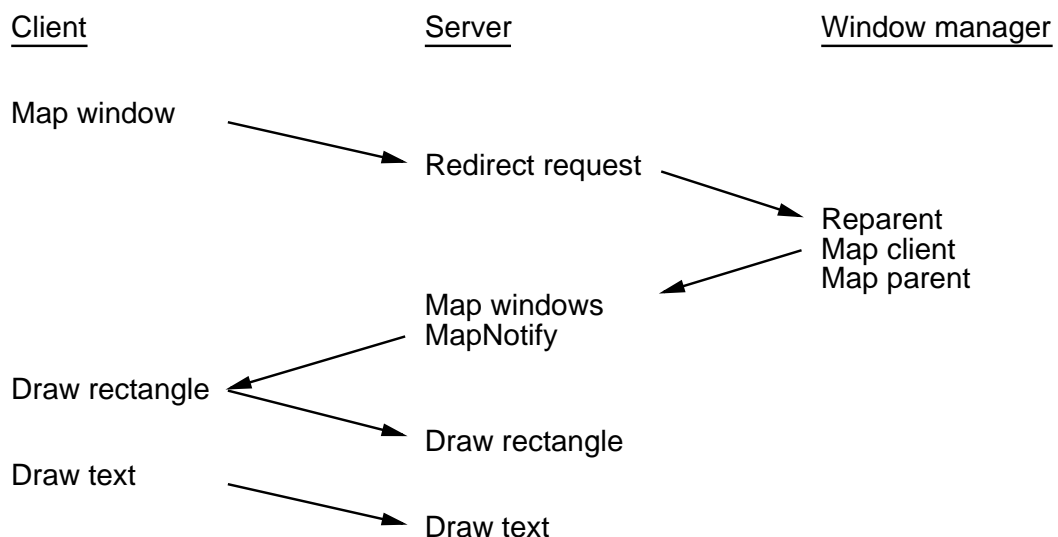 Client
Server
Window manager
Map window
Redirect request
Reparent
Map client
Map parent
Map windows
MapNotify
Draw rectangle
Draw rectangle
Draw text
Draw text